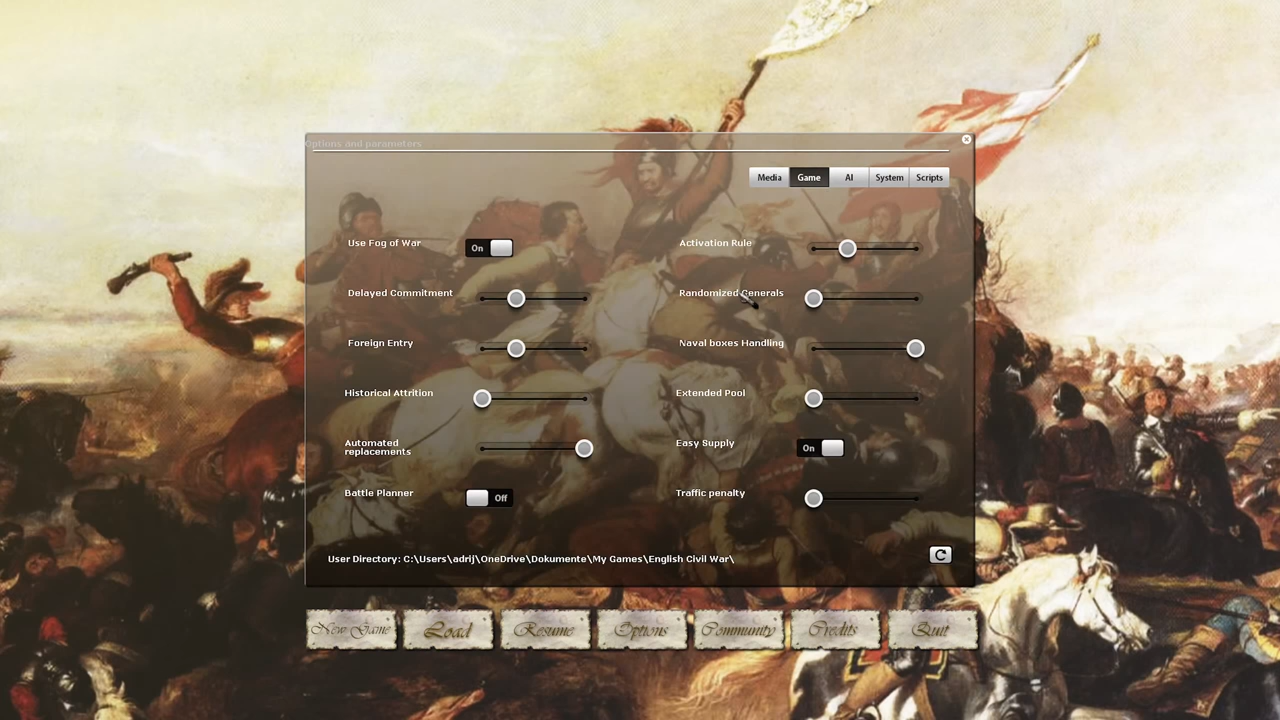 Options and parameters
Media Game AI System Scripts
Use Fog of War On Activation Rule
Delayed Commitment Randomized Generals
Foreign Entry Naval boxes Handling
Historical Attrition Extended Pool
Automated
replacements
Easy Supply On
Battle Planner Off Traffic penalty
User Directory: C:\Users\adrij\OneDrive\Dokumente\My Games\English Civil War\
New Game Load Resume Options Community Credits Quit